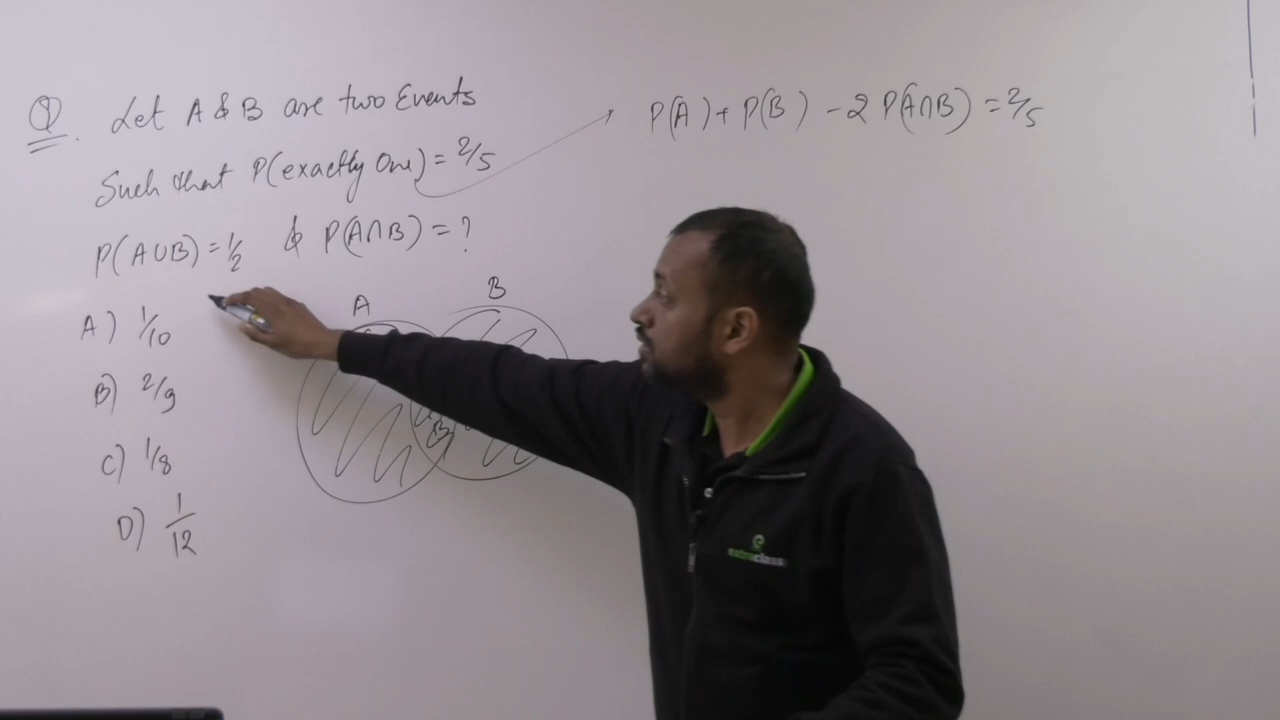 Q. Let A & B are two Events
Such that P(exactly One) = 2/5
P(A∪B) = 1/2 & P(A∩B) = ?
A) 1/10
B) 2/9
C) 1/8
D) 1/12
A
B
P(A) + P(B) - 2 P(A∩B) = 2/5
extraclass